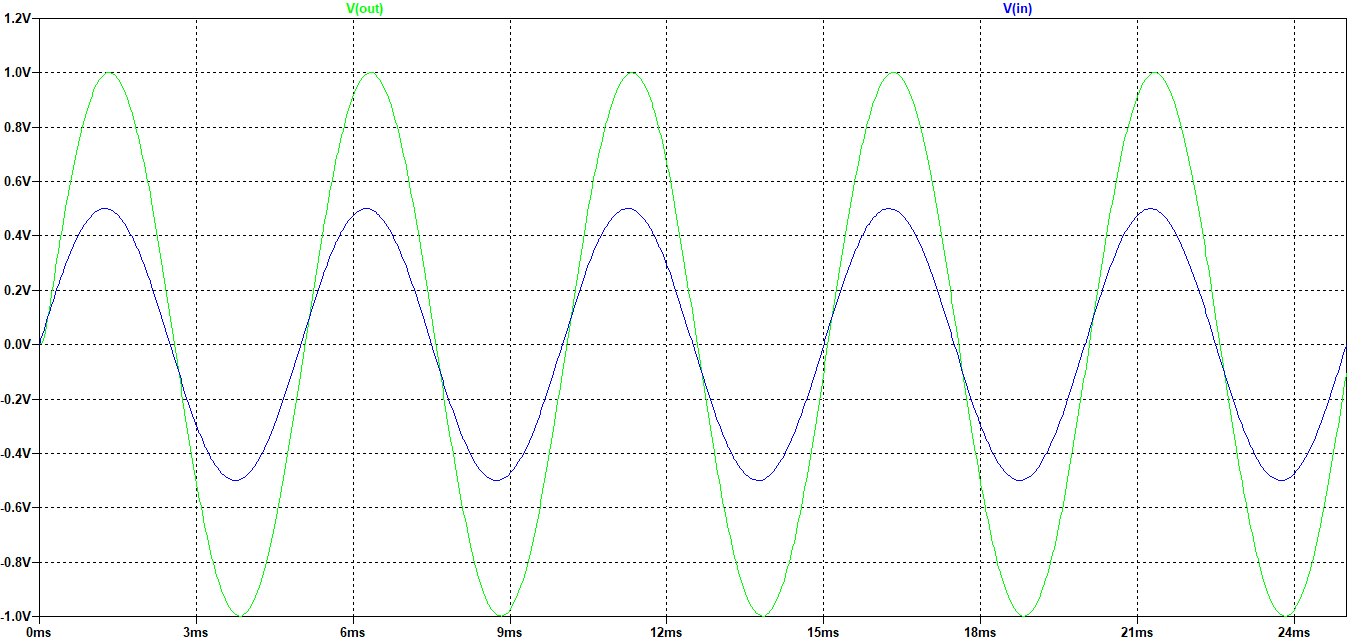 V(out) V(in)
1.2V
1.0V
0.8V
0.6V
0.4V
0.2V
0.0V
-0.2V
-0.4V
-0.6V
-0.8V
-1.0V
0ms 3ms 6ms 9ms 12ms 15ms 18ms 21ms 24ms